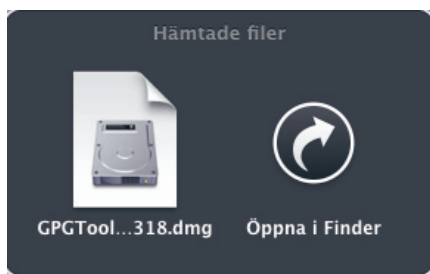 Hämtade filer
GPGTool...318.dmg
Öppna i Finder